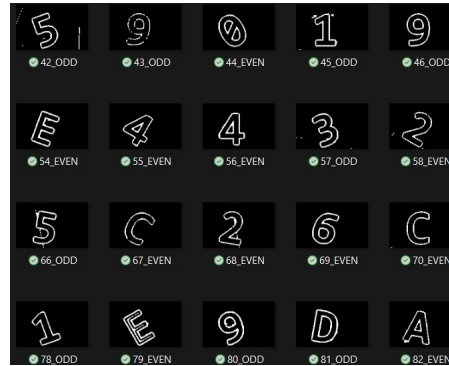 5 9 0 1 9
42_ODD 43_ODD 44_EVEN 45_ODD 46_ODD
E 4 4 3 2
54_EVEN 55_EVEN 56_EVEN 57_ODD 58_EVEN
5 C 2 6 C
66_ODD 67_EVEN 68_EVEN 69_EVEN 70_EVEN
1 E 9 D A
78_ODD 79_EVEN 80_ODD 81_ODD 82_EVEN